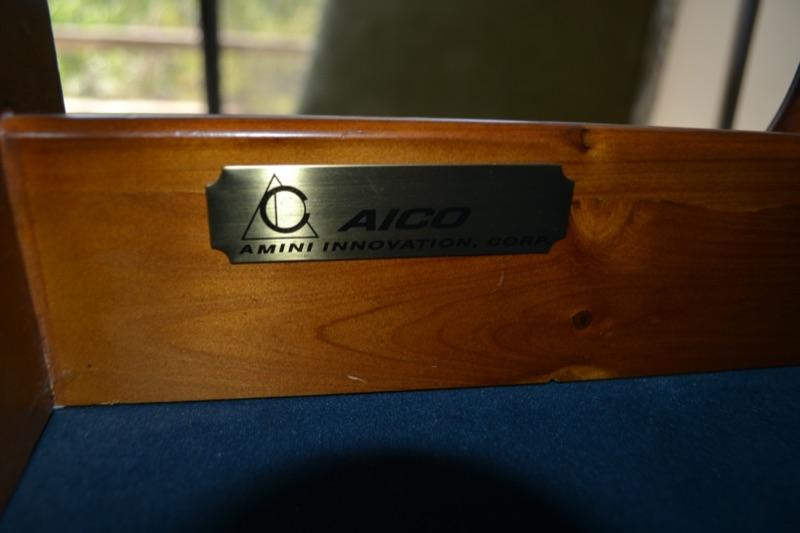 AICO
AMINI INNOVATION, CORP.